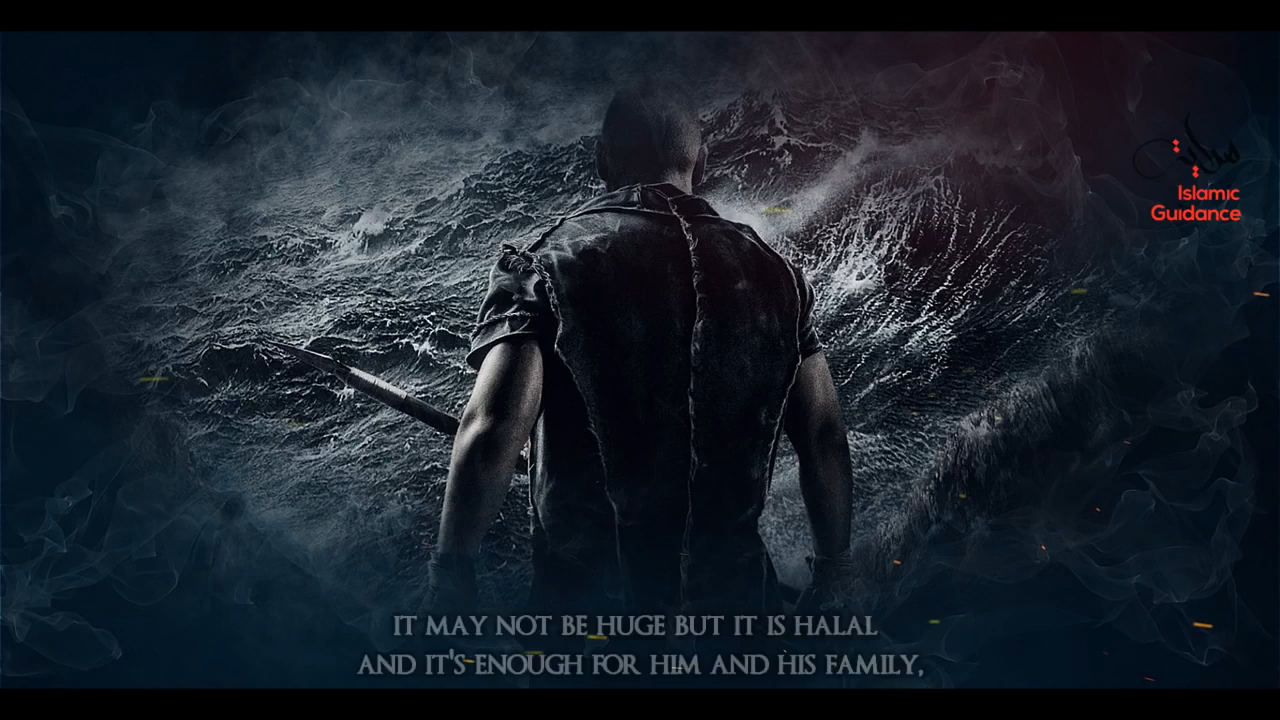 Islamic
Guidance
IT MAY NOT BE HUGE BUT IT IS HALAL
AND IT'S ENOUGH FOR HIM AND HIS FAMILY,